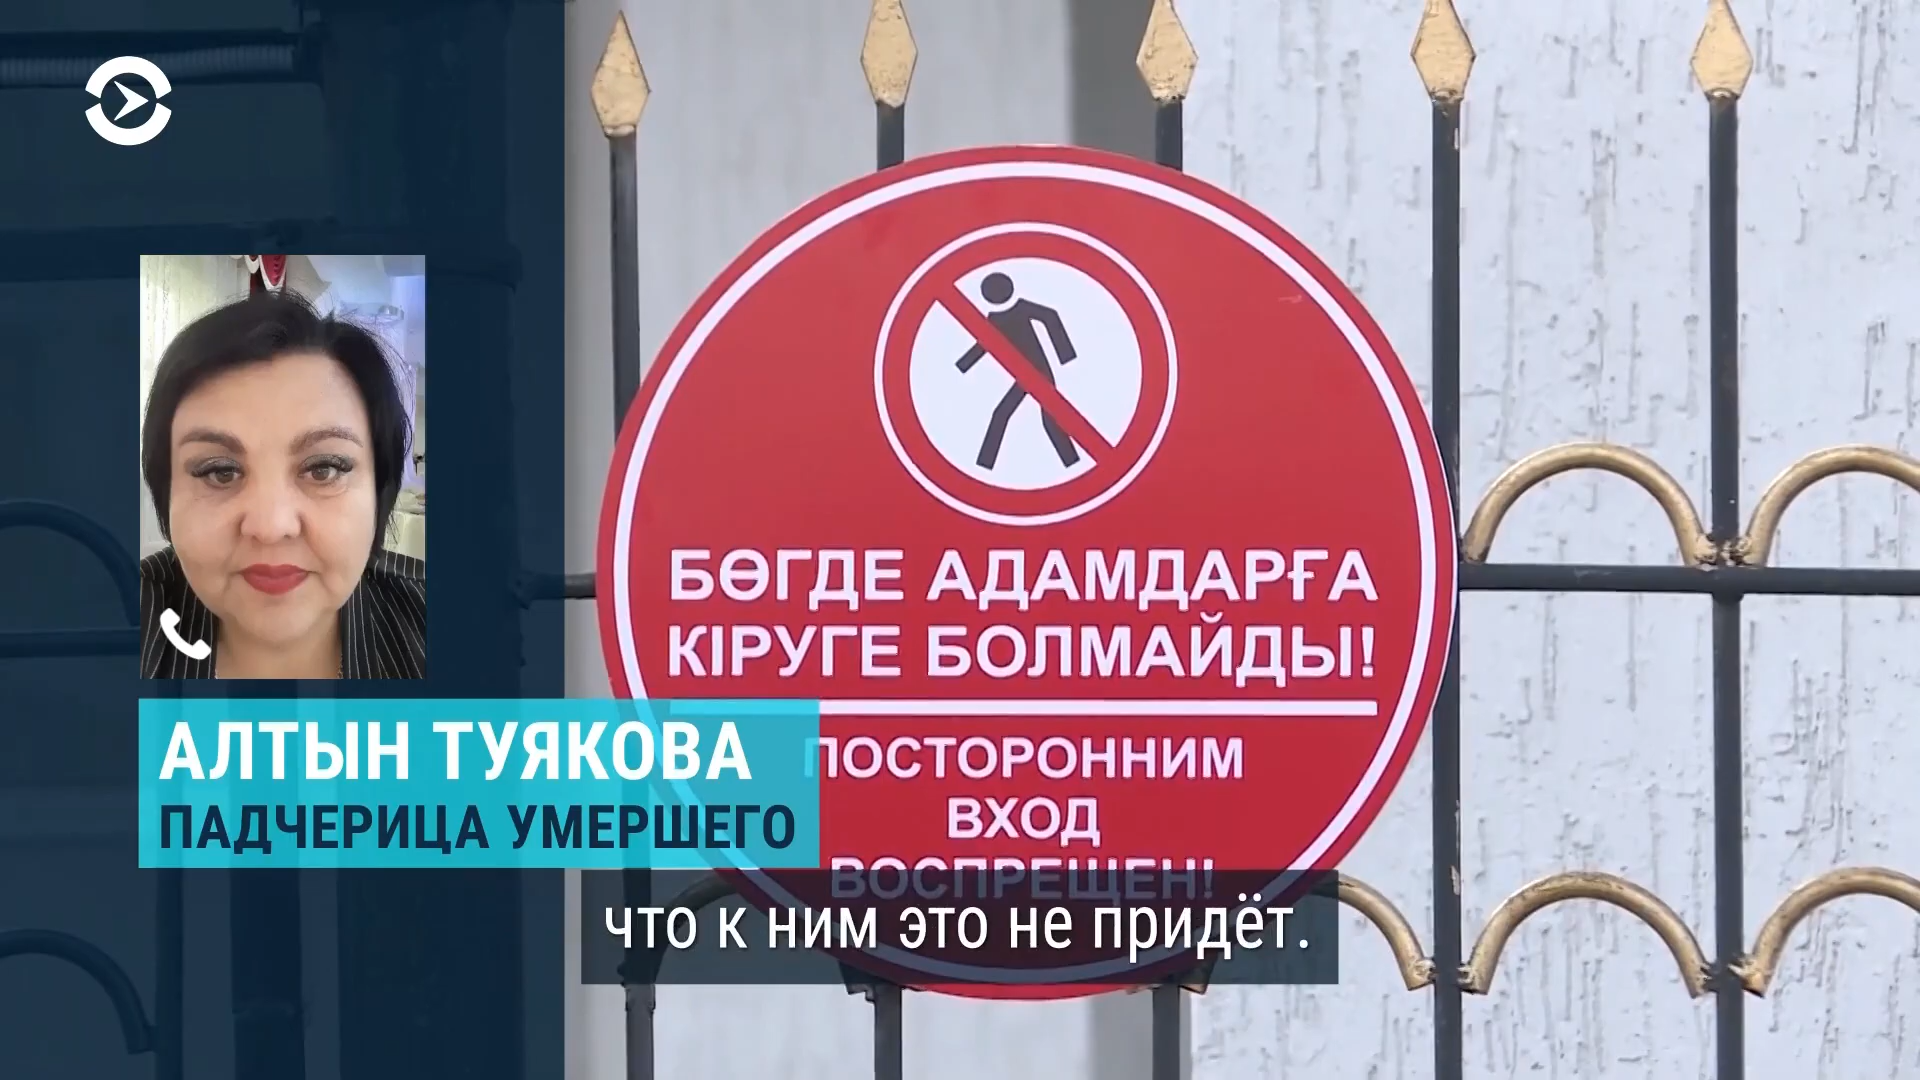 БӨГДЕ АДАМДАРҒА
КІРУГЕ БОЛМАЙДЫ!
ПОСТОРОННИМ
ВХОД
ВОСПРЕЩЕН!
АЛТЫН ТУЯКОВА
ПАДЧЕРИЦА УМЕРШЕГО
что к ним это не придёт.